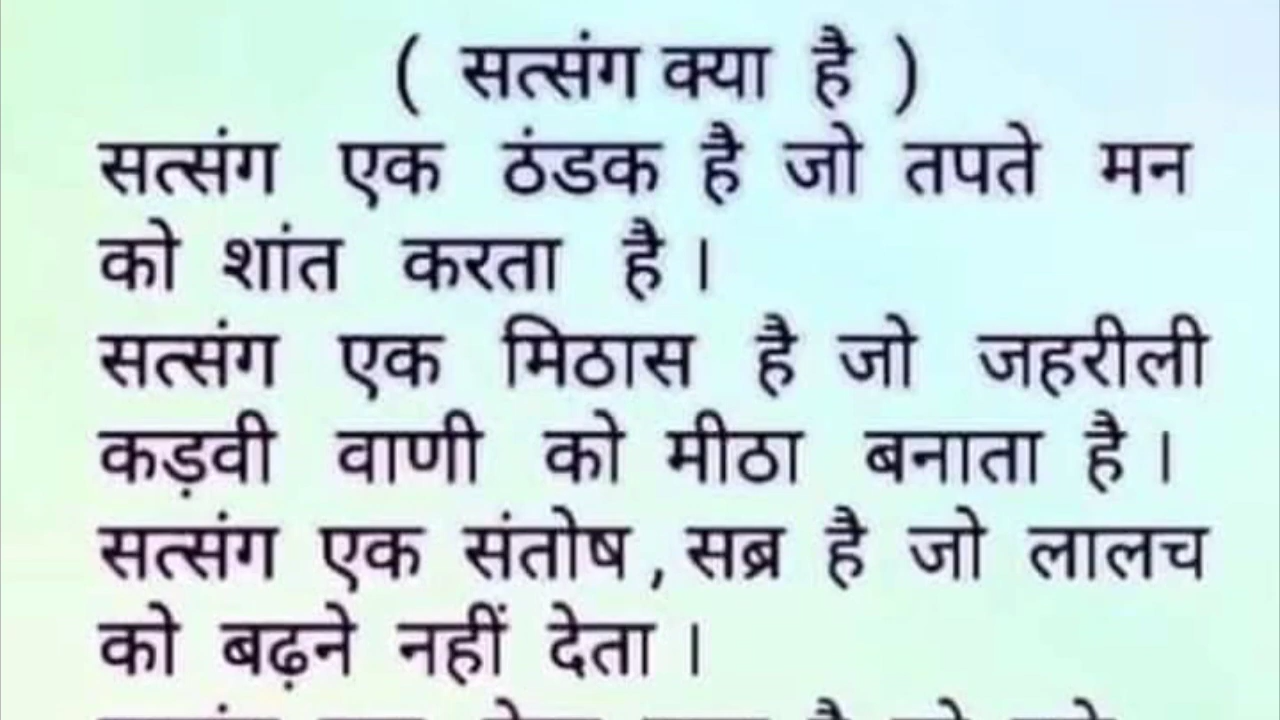 ( सत्संग क्या है )
सत्संग एक ठंडक है जो तपते मन
को शांत करता है ।
सत्संग एक मिठास है जो जहरीली
कड़वी वाणी को मीठा बनाता है ।
सत्संग एक संतोष , सब्र है जो लालच
को बढ़ने नहीं देता ।